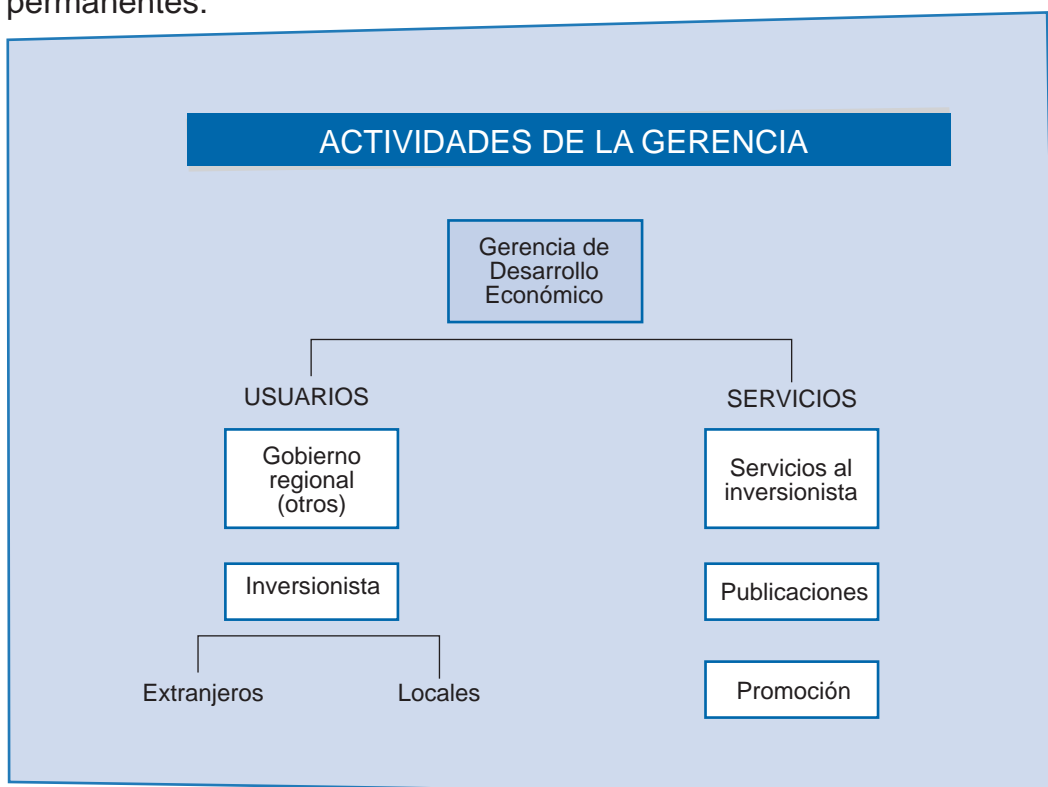 permanentes.
ACTIVIDADES DE LA GERENCIA
Gerencia de
Desarrollo
Económico
USUARIOS
Gobierno
regional
(otros)
Inversionista
Extranjeros
Locales
SERVICIOS
Servicios al
inversionista
Publicaciones
Promoción